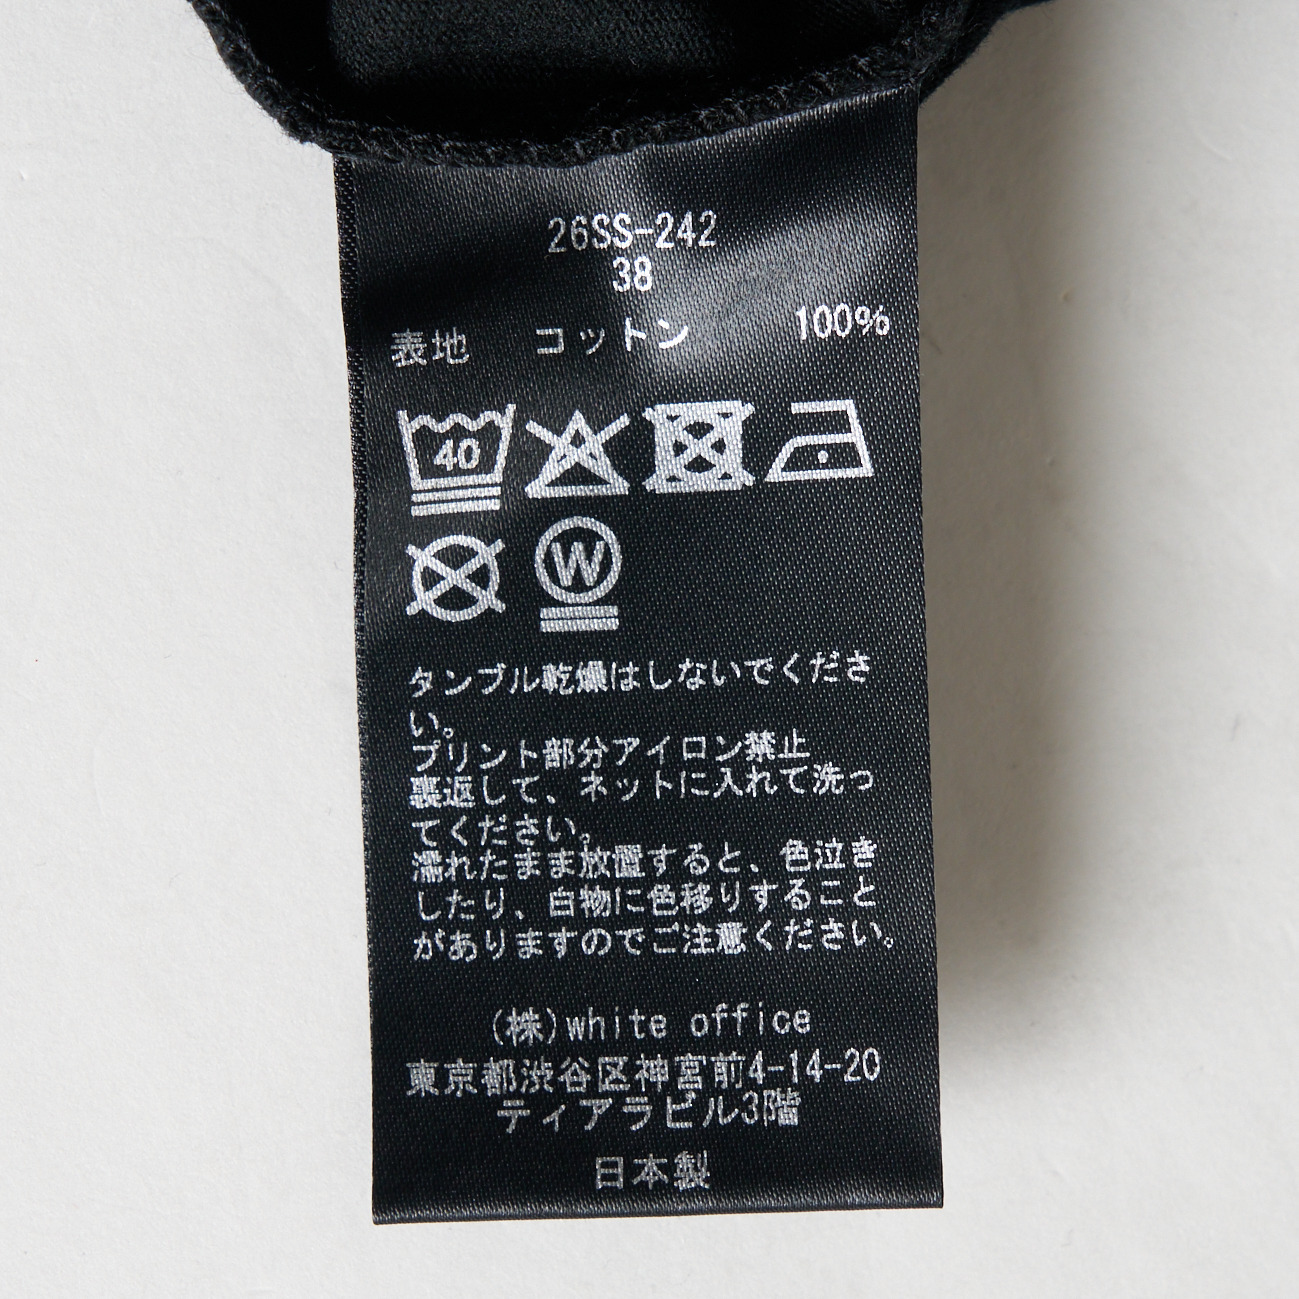 26SS-242
38
表地 コットン 100%
40
W
タンブル乾燥はしないでくださ
い。
プリント部分アイロン禁止
裏返して、ネットに入れて洗っ
てください。
濡れたまま放置すると、色泣き
したり、白物に色移りすること
がありますのでご注意ください。
(株)white office
東京都渋谷区神宮前4-14-20
ティアラビル3階
日本製